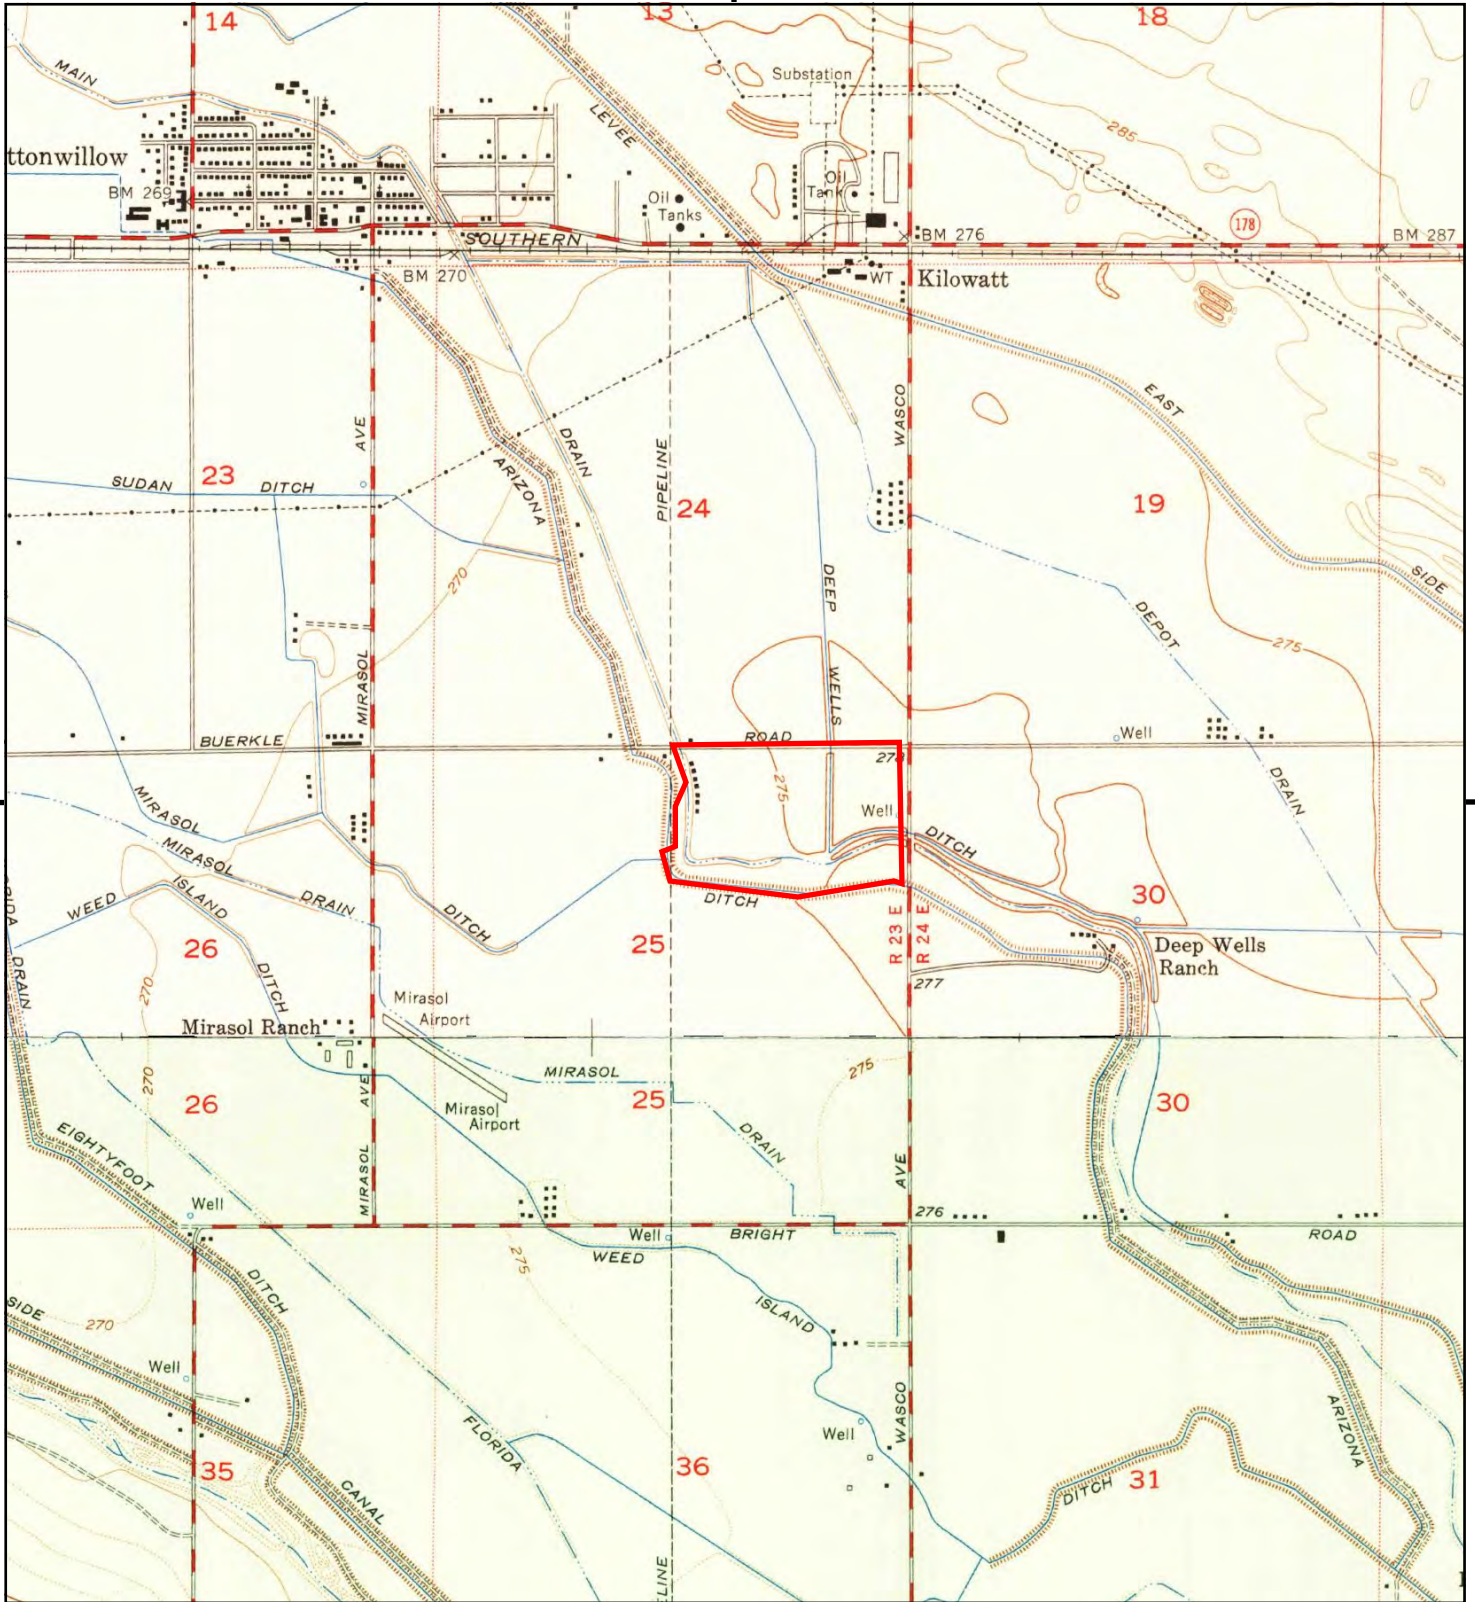 14
13
18
MAIN
Substation
LEVEE
285
ttonwillow
BM 269
Oil
Tank
Oil
Tanks
178
SOUTHERN
BM 276
BM 287
BM 270
WT
Kilowatt
EAST
WASCO
AVE
DRAIN
PIPELINE
23
SUDAN DITCH
ARIZONA
24
19
270
DEEP
SIDE
DEPOT
275
MIRASOL
WELLS
BUERKLE
ROAD
Well
278
275
DRAIN
MIRASOL
Well
DITCH
MIRASOL
ISLAND
WEED
DRAIN
DITCH
DITCH
30
R 23 E
R 24 E
26
25
Deep Wells
Ranch
DRAIN
DITCH
270
277
Mirasol
Airport
Mirasol Ranch
MIRASOL
275
270
26
AVE
25
30
Mirasol
Airport
EIGHTYFOOT
DRAIN
MIRASOL
AVE
Well
276
Well
BRIGHT
ROAD
WEED
275
DITCH
SIDE
270
ISLAND
Well
WASCO
ARIZONA
FLORIDA
Well
35
36
31
CANAL
DITCH
LINE